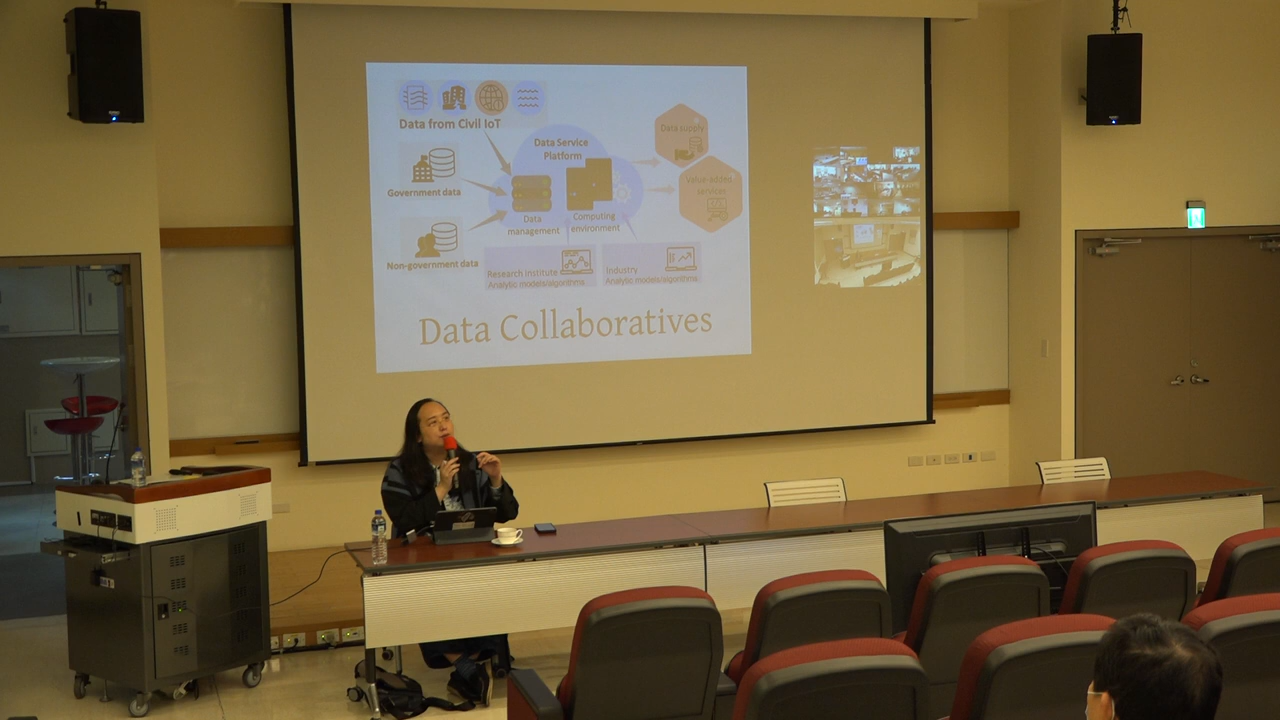 Data from Civil IoT
Government data
Non-government data
Data Service
Platform
Data
management
Computing
environment
Data supply
Value-added
services
Research institute
Analytic models/algorithms
Industry
Analytic models/algorithms
Data Collaboratives